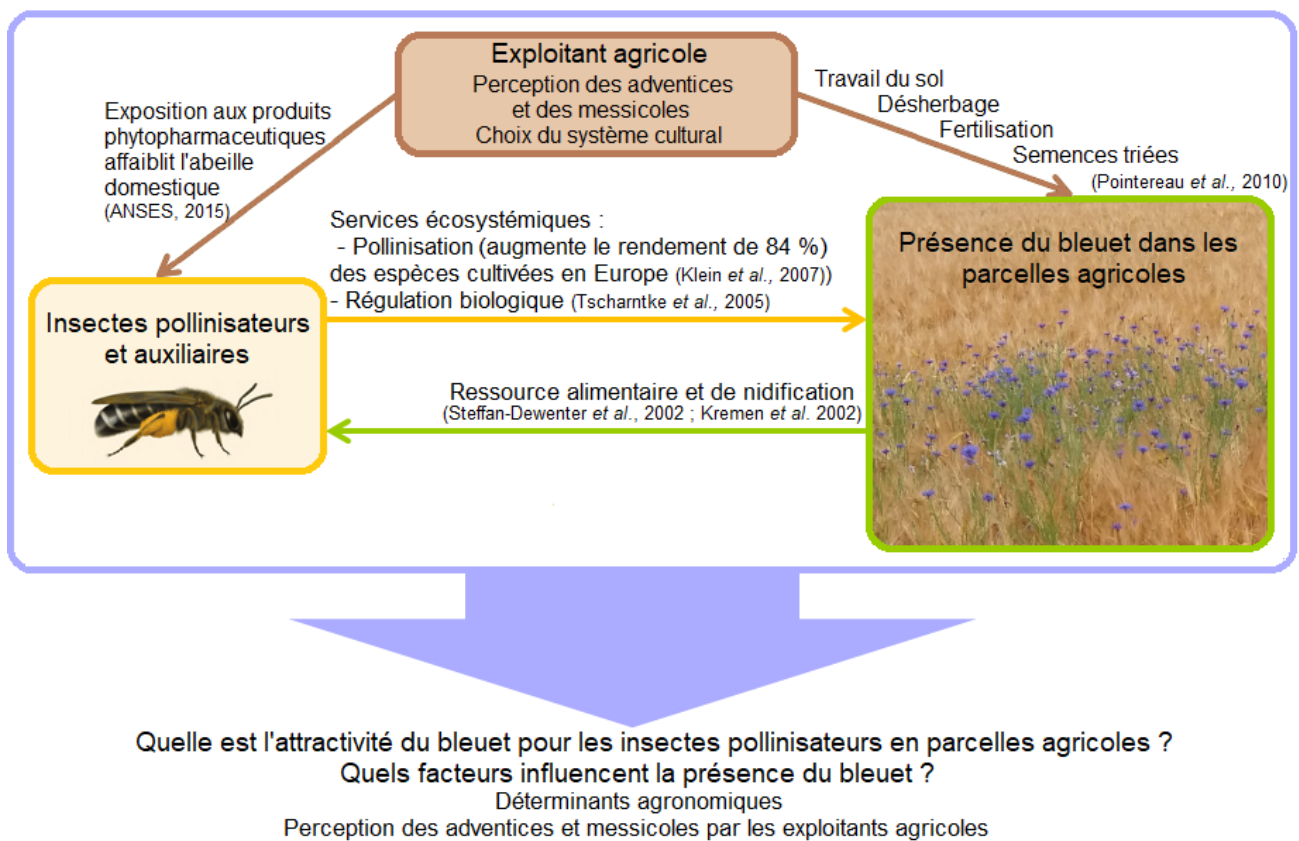 Exploitant agricole
Perception des adventices
et des messicoles
Choix du système cultural
Exposition aux produits
phytopharmaceutiques
affaiblit l'abeille
domestique
(ANSES, 2015)
Travail du sol
Désherbage
Fertilisation
Semences triées
(Pointereau et al., 2010)
Services écosystémiques :
- Pollinisation (augmente le rendement de 84 %)
des espèces cultivées en Europe (Klein et al., 2007))
- Régulation biologique (Tscharntke et al., 2005)
Insectes pollinisateurs
et auxiliaires
Présence du bleuet dans les
parcelles agricoles
Ressource alimentaire et de nidification
(Steffan-Dewenter et al., 2002 ; Kremen et al. 2002)
Quelle est l'attractivité du bleuet pour les insectes pollinisateurs en parcelles agricoles ?
Quels facteurs influencent la présence du bleuet ?
Déterminants agronomiques
Perception des adventices et messicoles par les exploitants agricoles